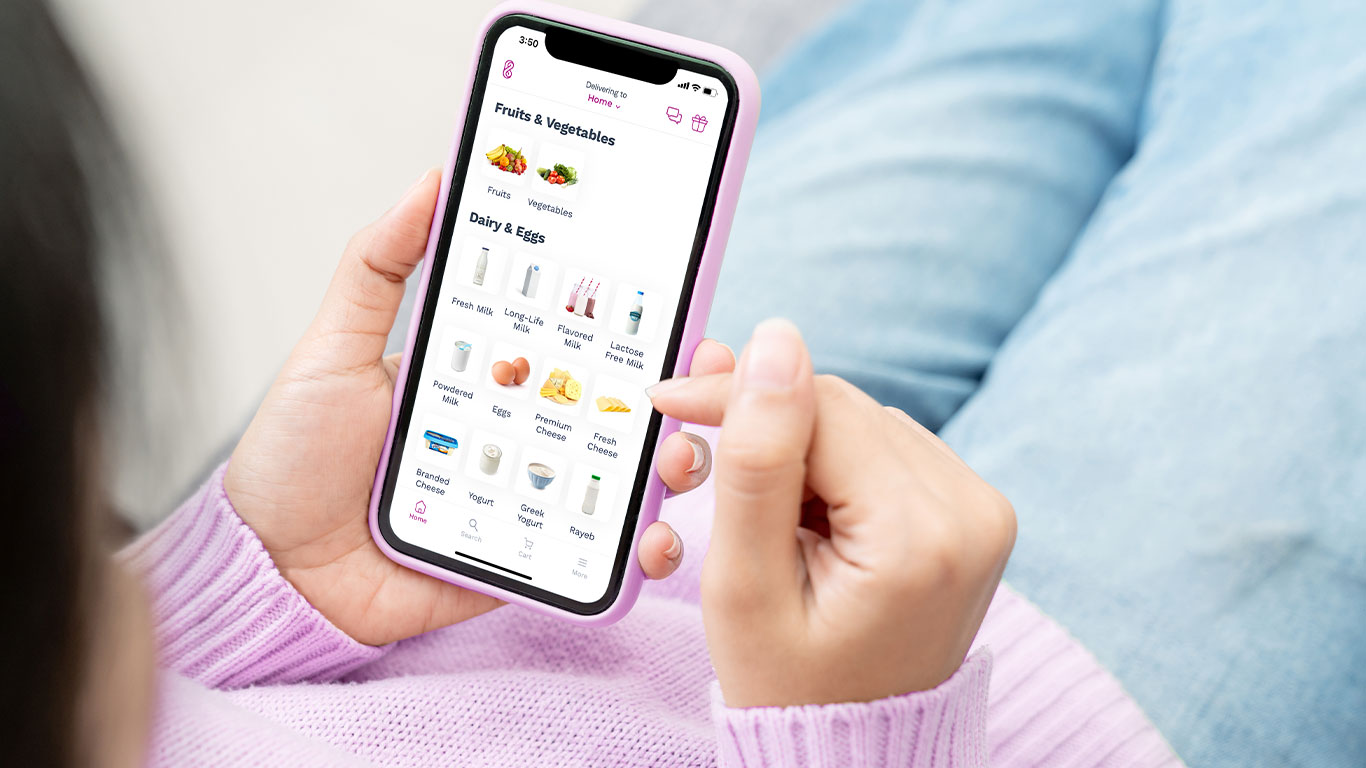 3:50
Delivering to
Home
Fruits & Vegetables
Fruits
Vegetables
Dairy & Eggs
Fresh Milk
Long-Life
Milk
Flavored
Milk
Lactose
Free Milk
Powdered
Milk
Eggs
Premium
Cheese
Fresh
Cheese
Branded
Cheese
Yogurt
Greek
Yogurt
Rayeb
Home
Search
Cart
More